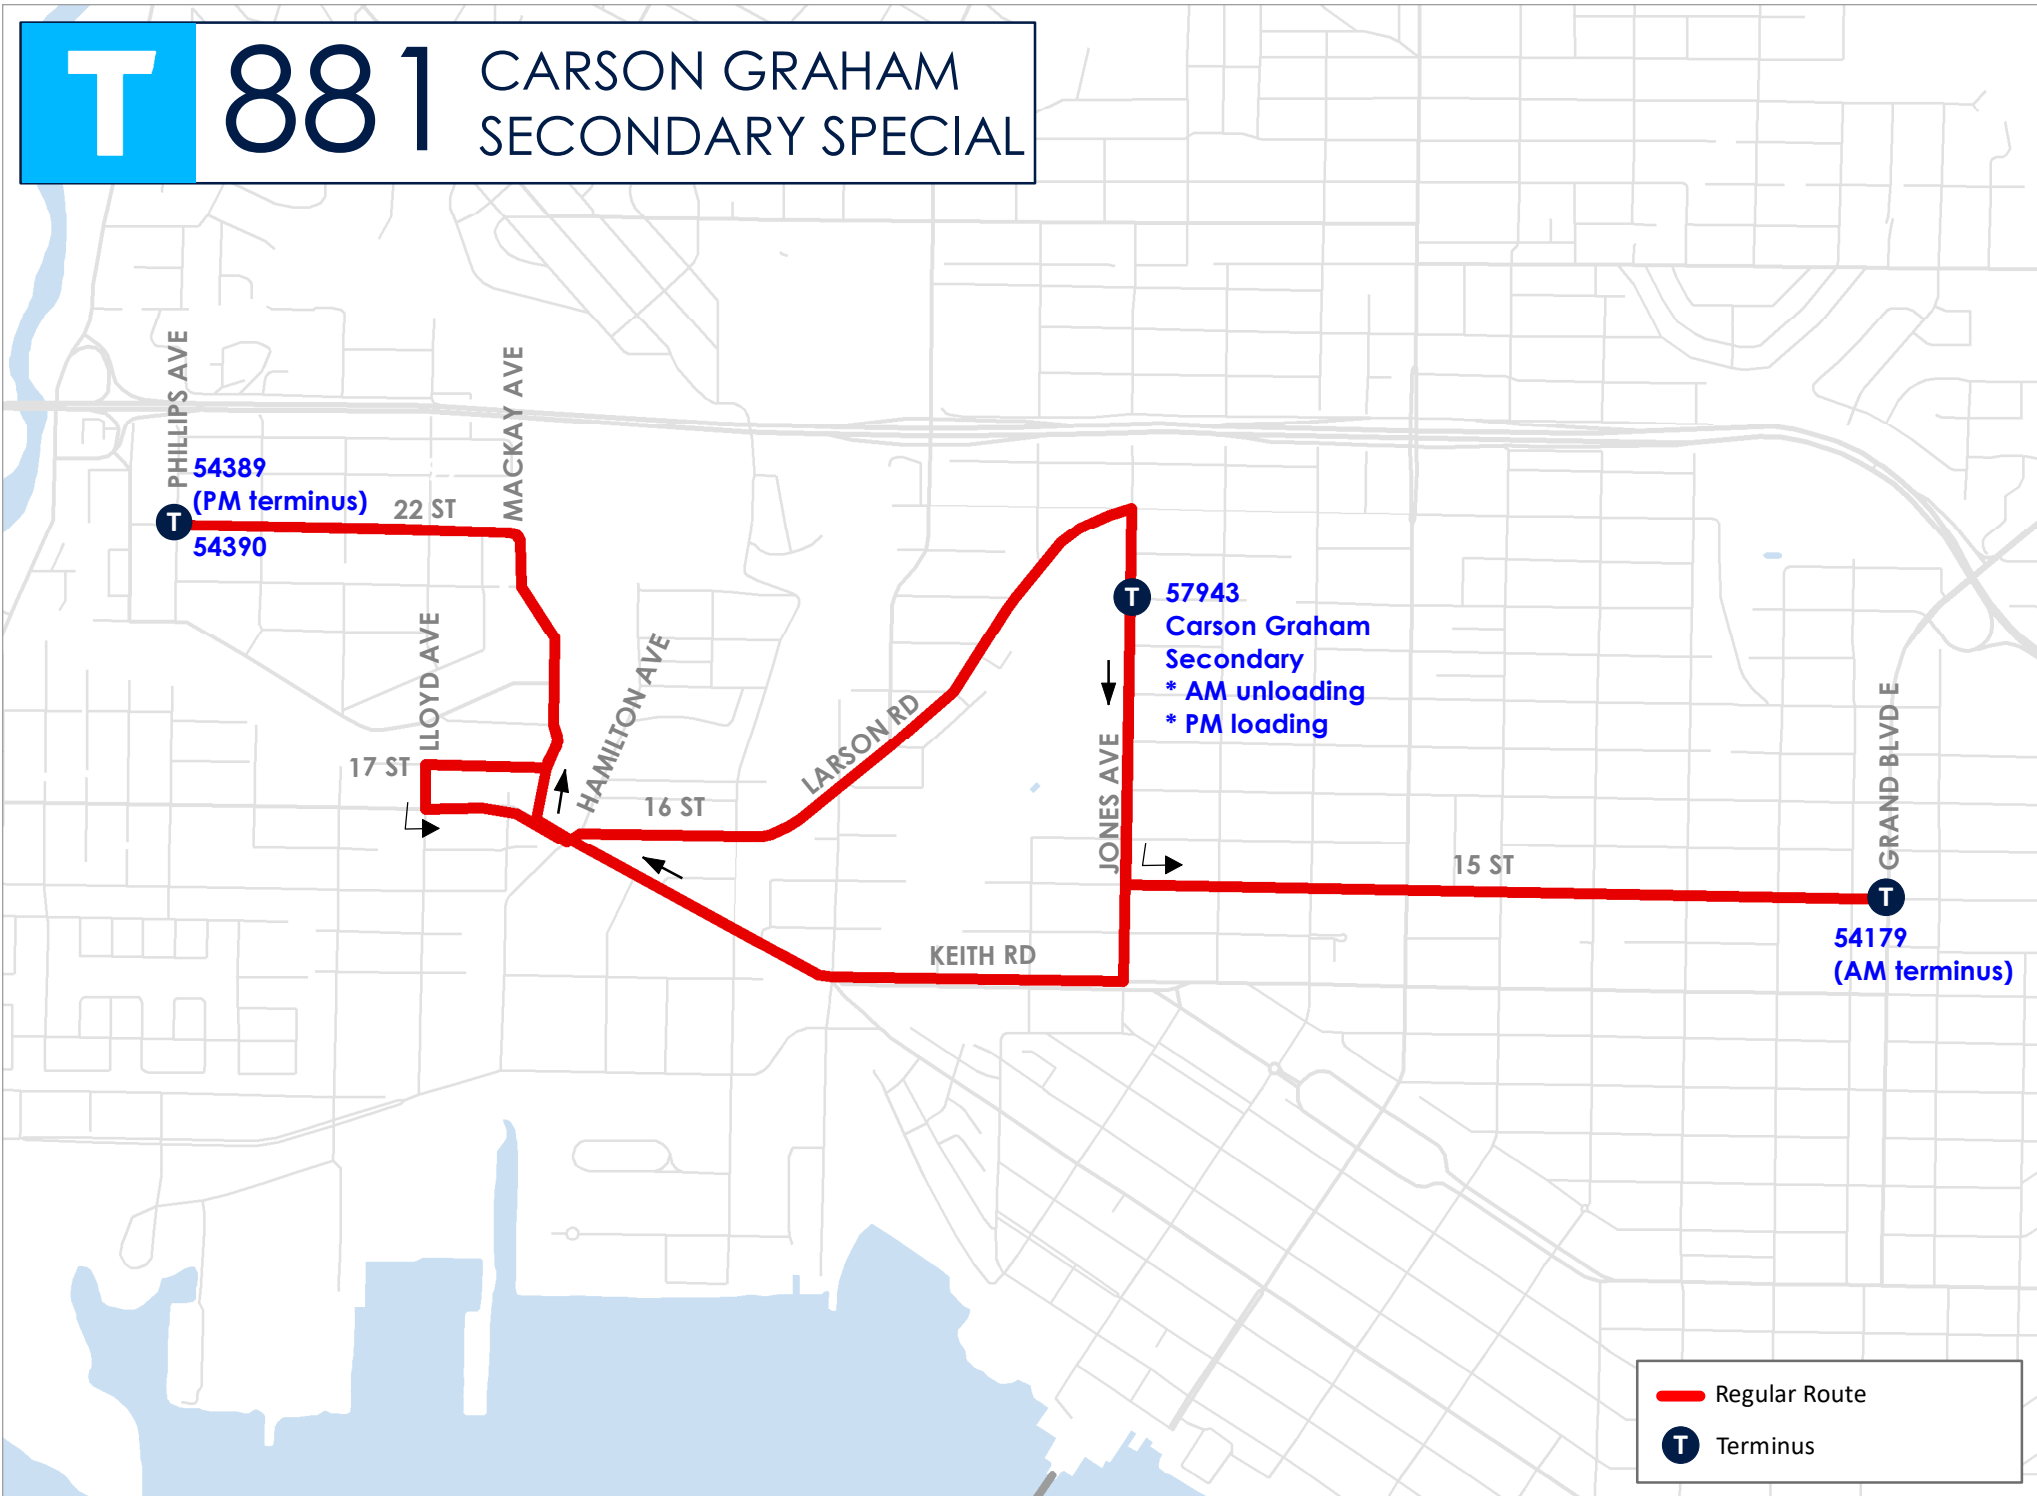 T
881
CARSON GRAHAM
SECONDARY SPECIAL
PHILLIPS AVE
MACKAY AVE
54389
(PM terminus)
22 ST
T
54390
LLOYD AVE
HAMILTON AVE
17 ST
16 ST
LARSON RD
T
57943
Carson Graham
Secondary
* AM unloading
* PM loading
JONES AVE
15 ST
GRAND BLVD E
T
54179
(AM terminus)
KEITH RD
Regular Route
T Terminus